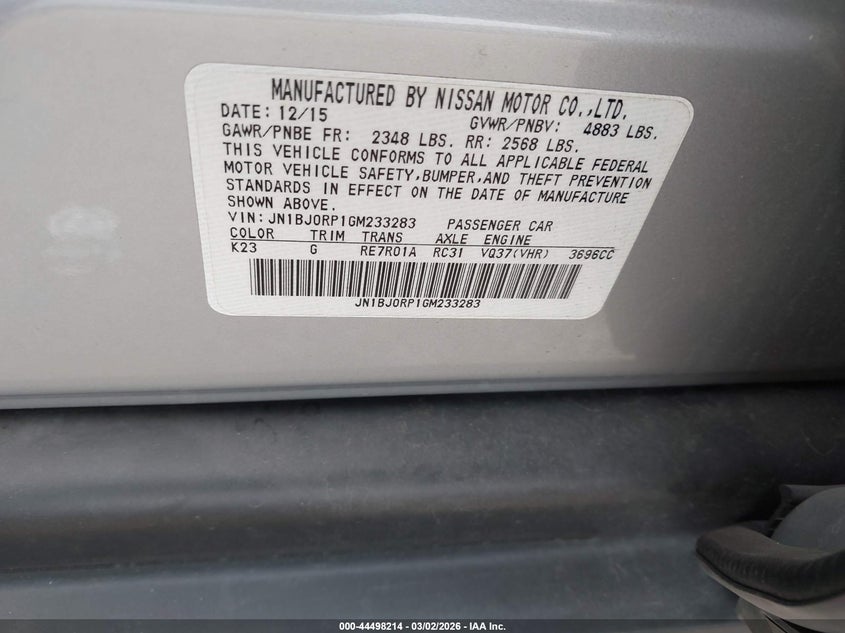 MANUFACTURED BY NISSAN MOTOR CO.,LTD.
DATE: 12/15 GVWR/PNBV: 4883 LBS.
GAWR/PNBE FR: 2348 LBS. RR: 2568 LBS.
THIS VEHICLE CONFORMS TO ALL APPLICABLE FEDERAL
MOTOR VEHICLE SAFETY,BUMPER,AND THEFT PREVENTION
STANDARDS IN EFFECT ON THE DATE OF MANUFACTURE
SHOWN ABOVE.
VIN:JN1BJ0RP1GM233283 PASSENGER CAR
COLOR TRIM TRANS AXLE ENGINE
K23 G RE7R01A RC31 VQ37(VHR) 3696CC
JN1BJ0RP1GM233283
000-44498214 | 03/02/2026 - IAA Inc.